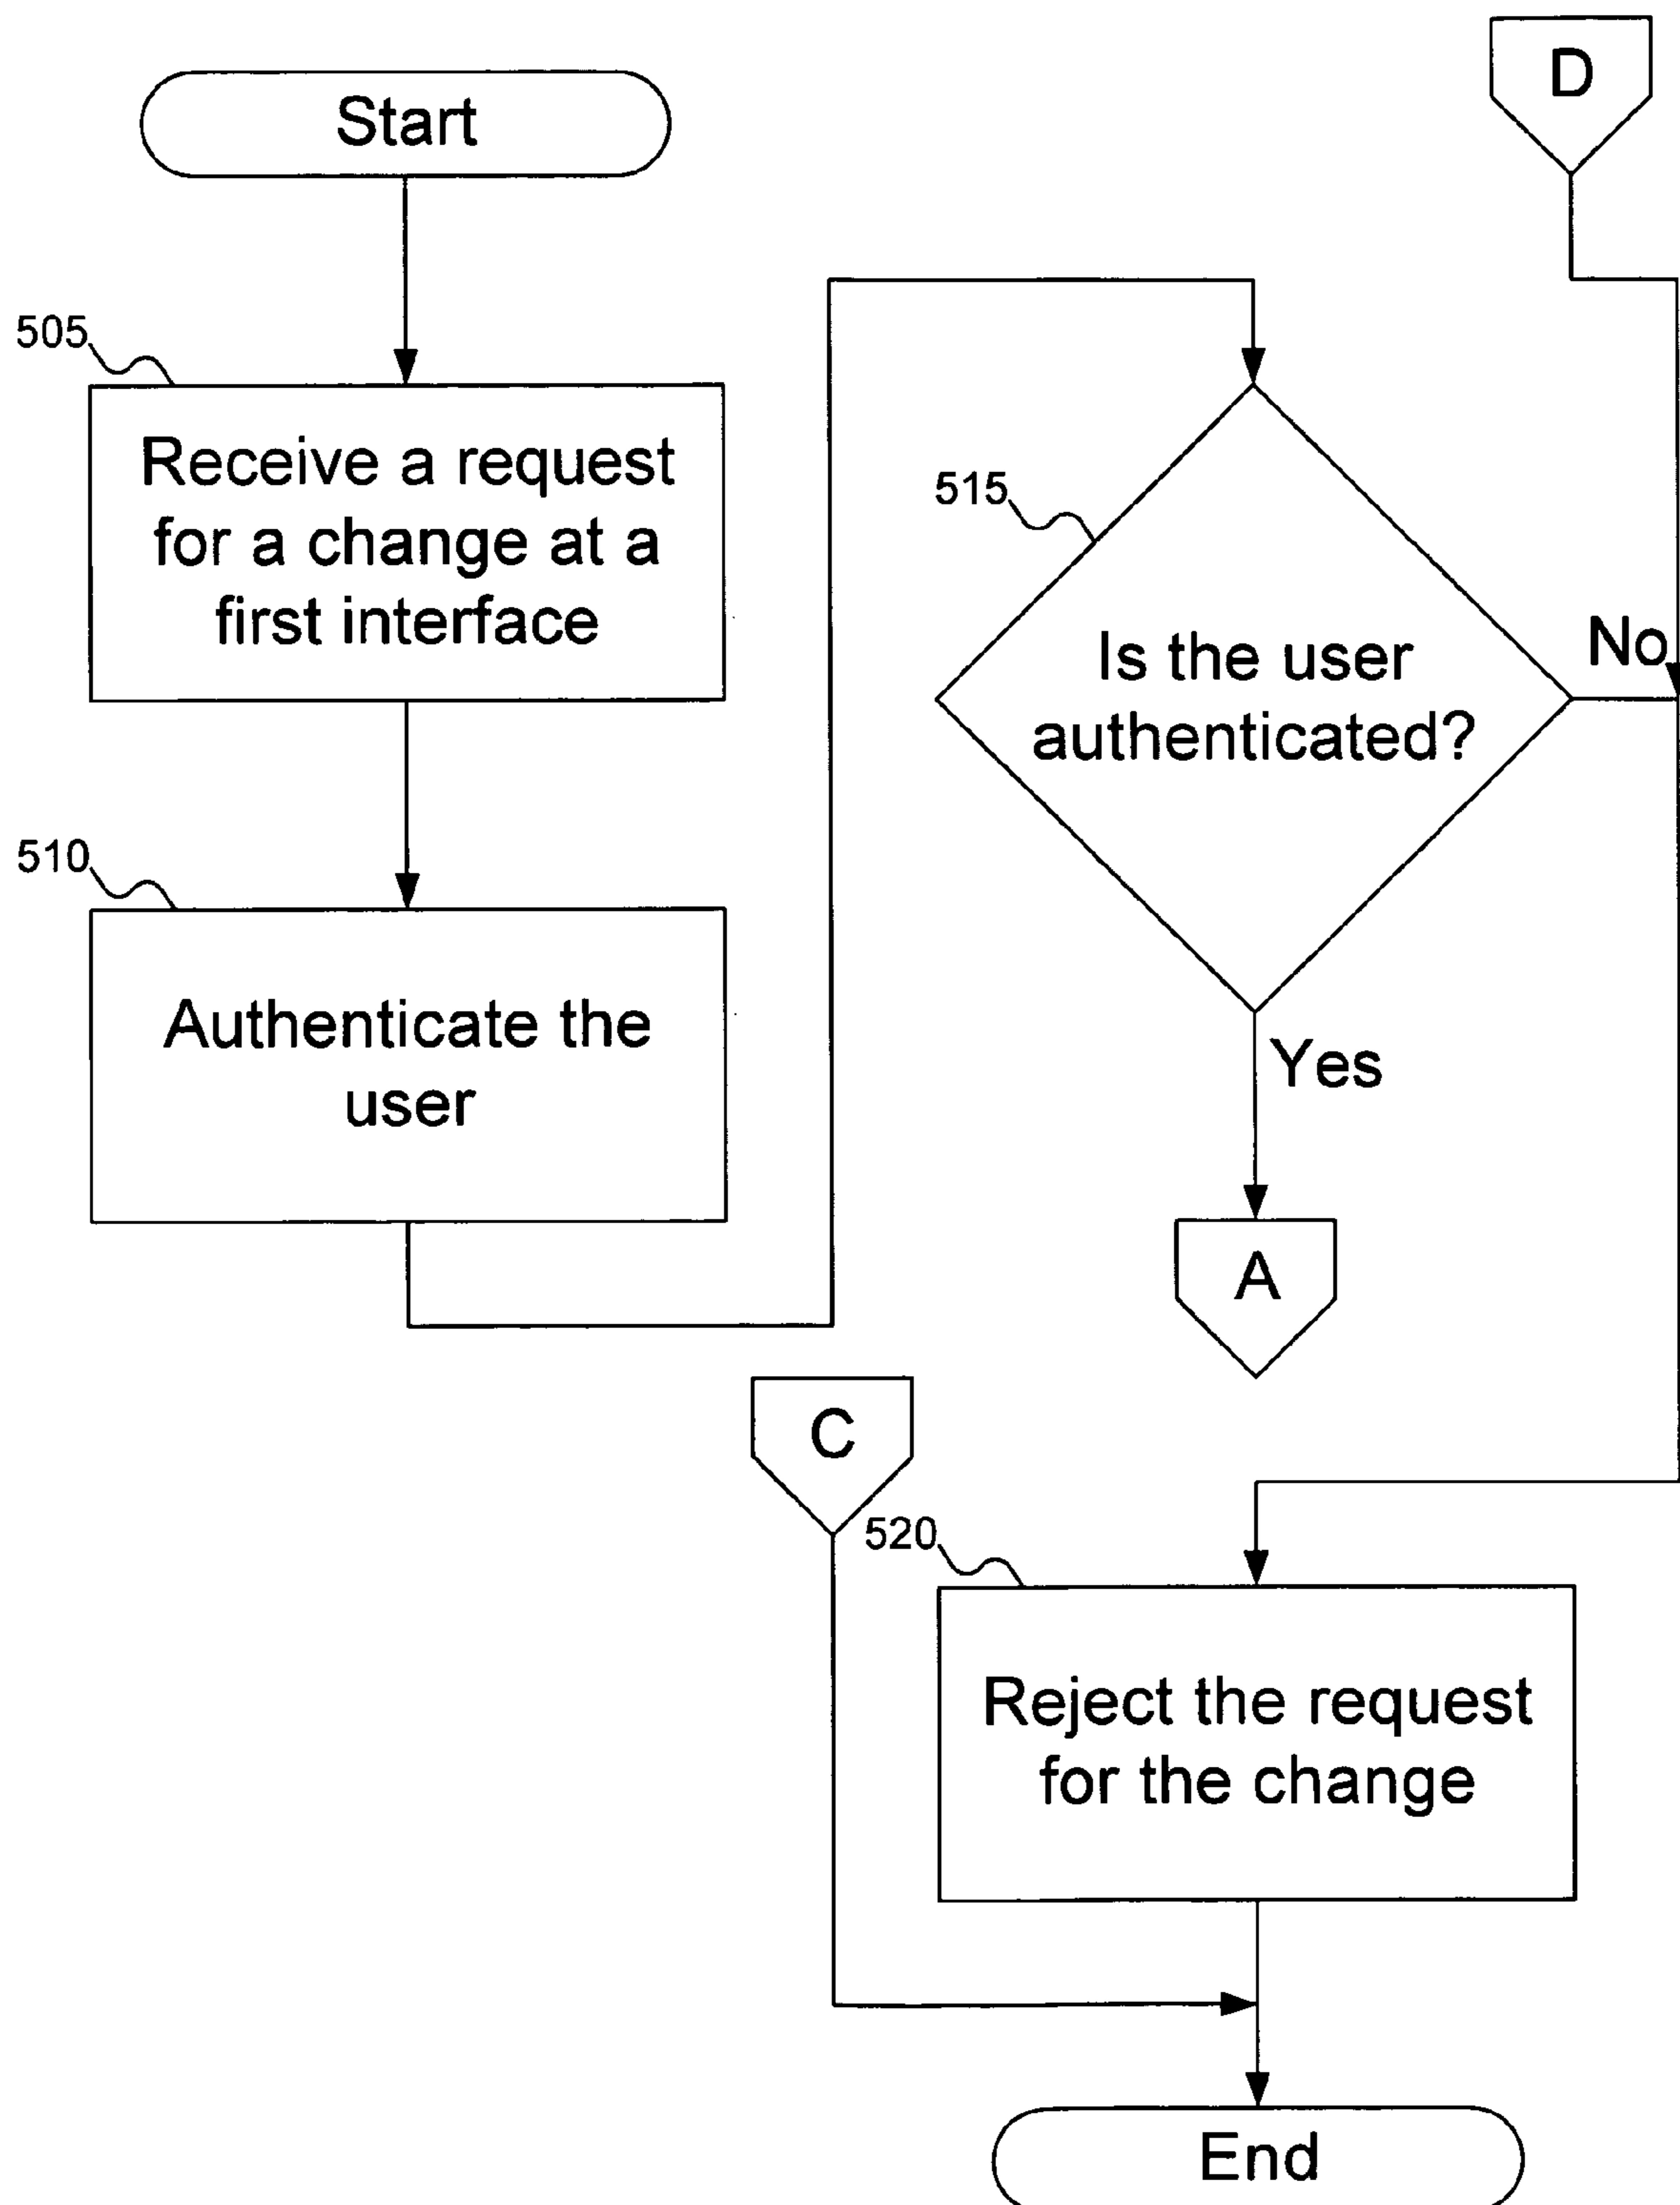 Start
505
Receive a request
for a change at a
first interface
510
Authenticate the
user
D
515
Is the user
authenticated?
No
Yes
A
C
520
Reject the request
for the change
End